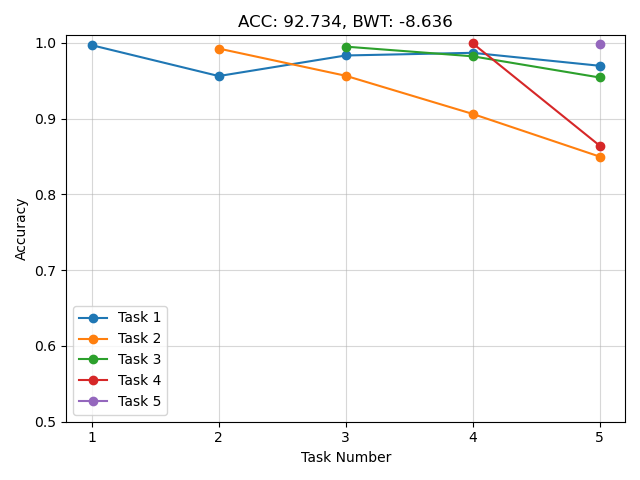 ACC: 92.734, BWT: -8.636
1.0
0.9
0.8
0.7
0.6
0.5
Accuracy
Task 1
Task 2
Task 3
Task 4
Task 5
1 2 3 4 5
Task Number